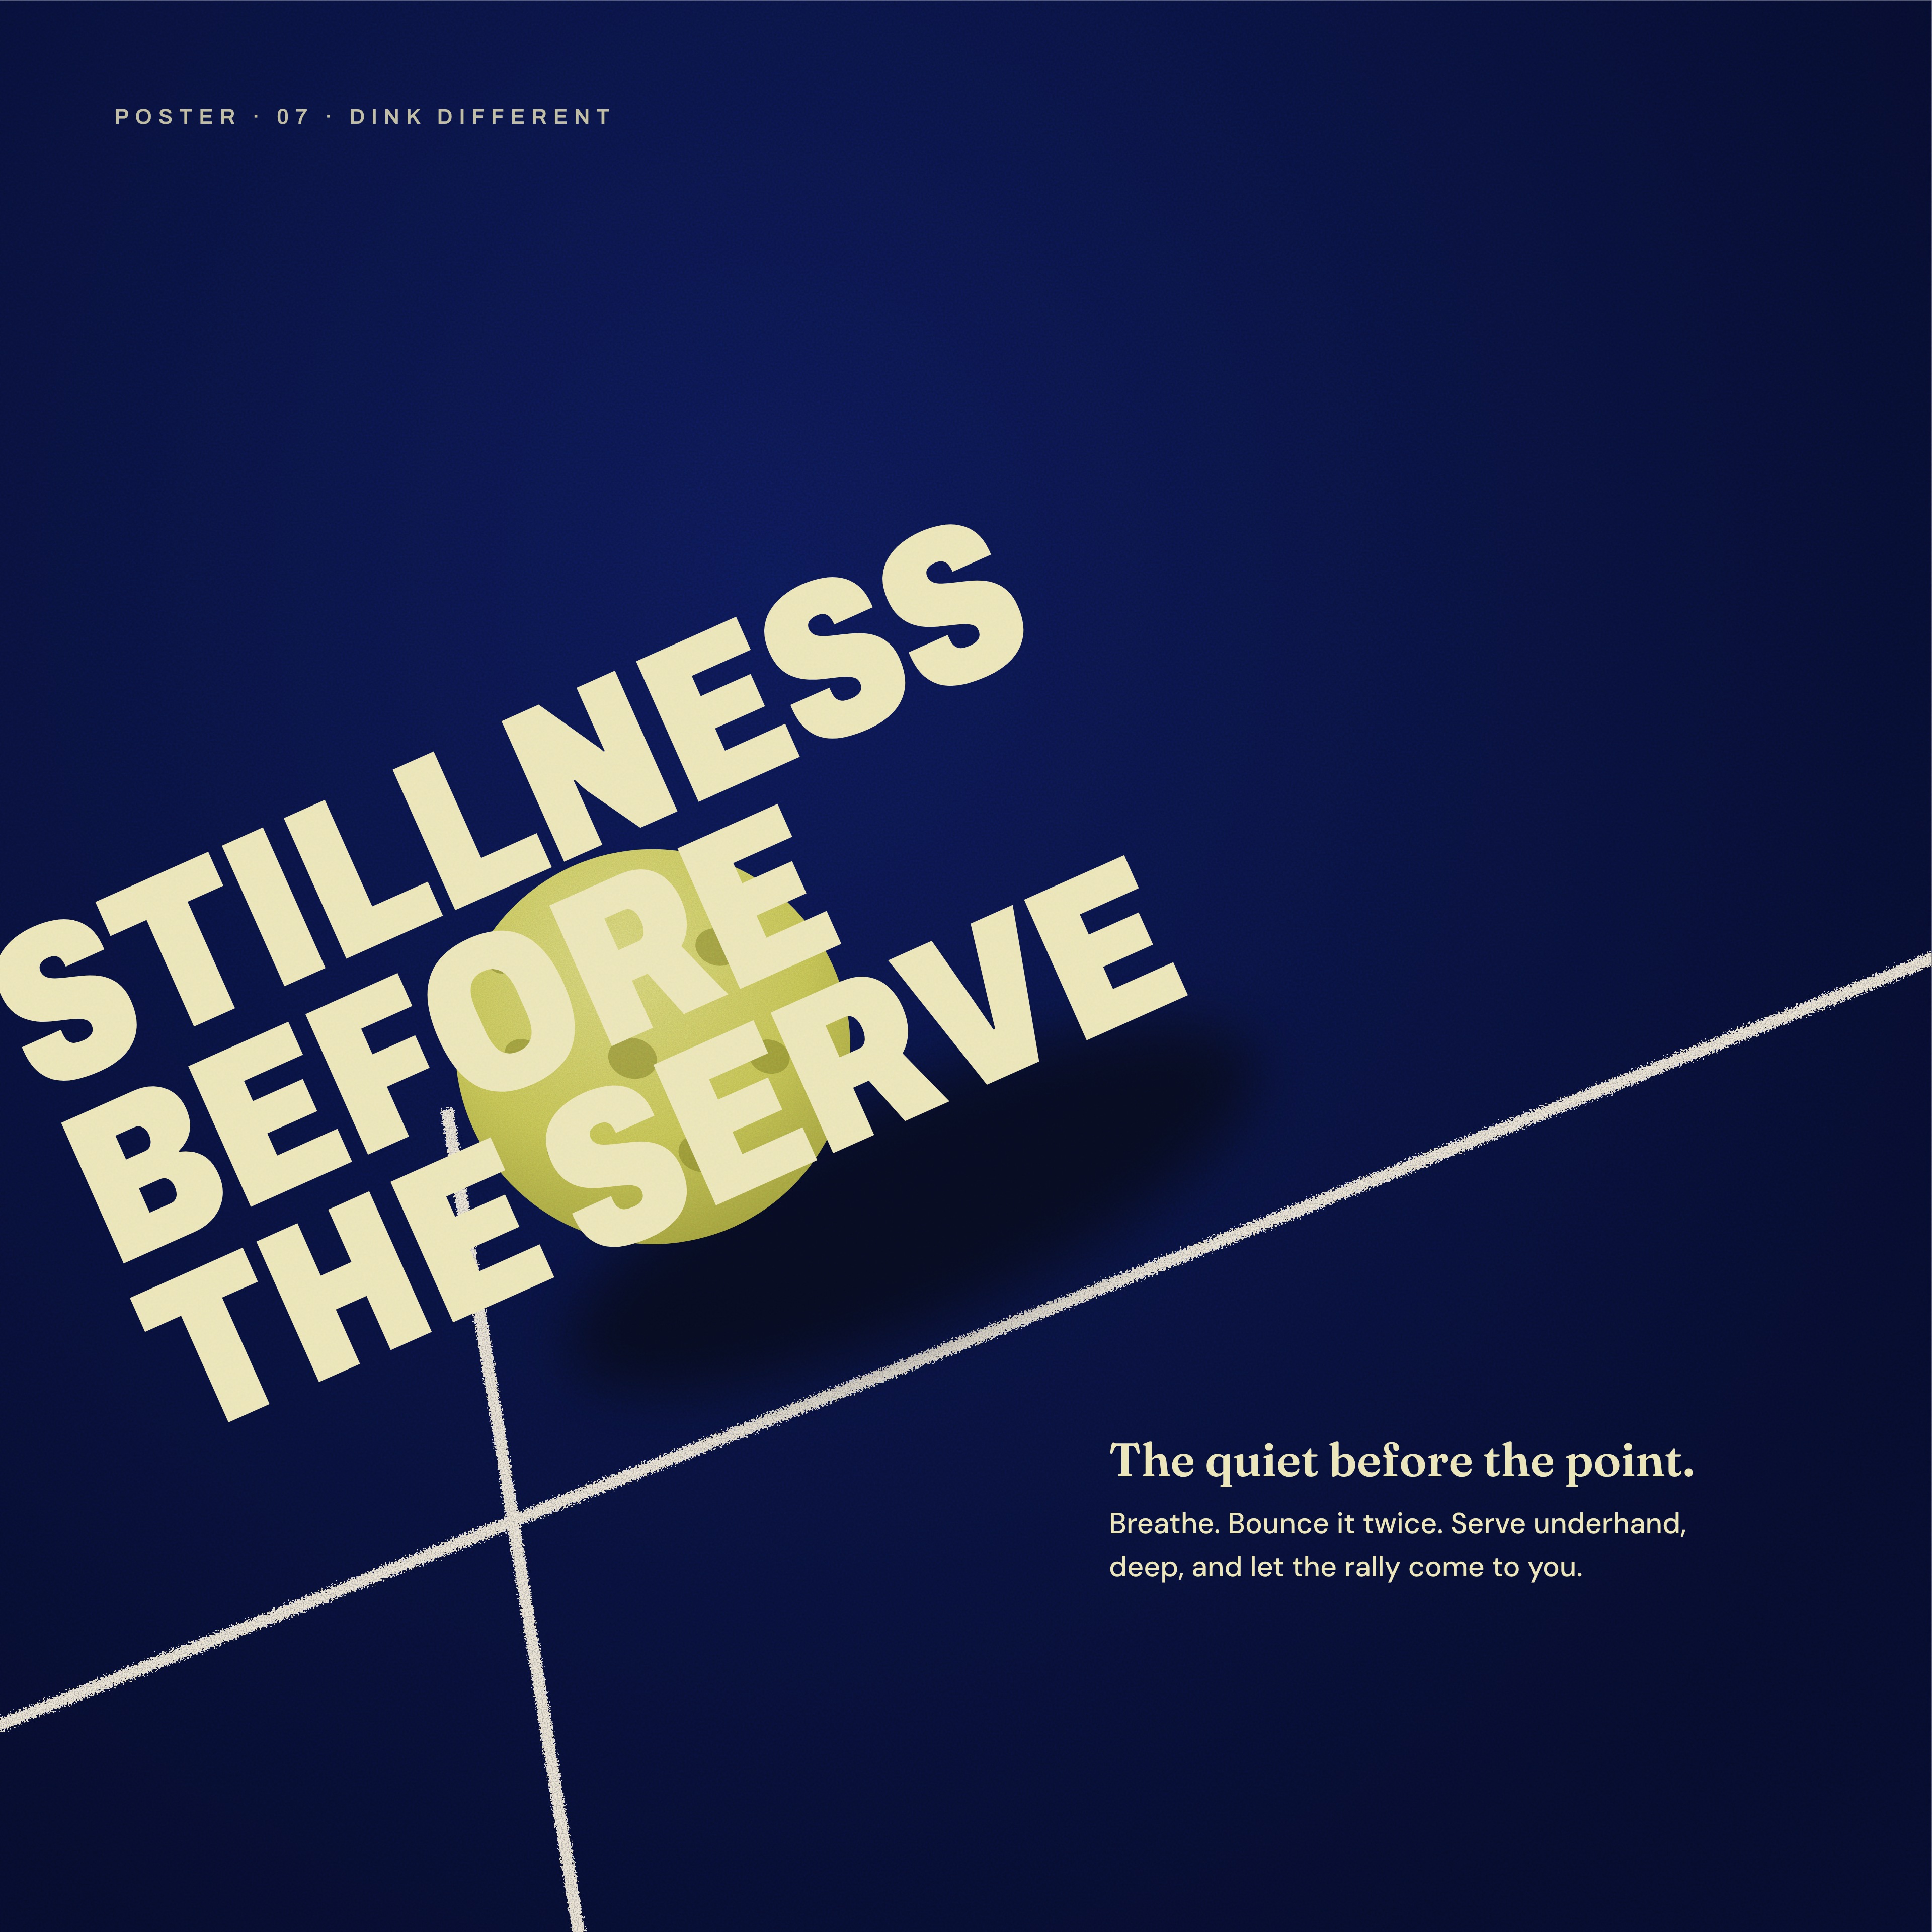 POSTER · 07 · DINK DIFFERENT
STILLNESS
BEFORE
THE SERVE
The quiet before the point.
Breathe. Bounce it twice. Serve underhand,
deep, and let the rally come to you.